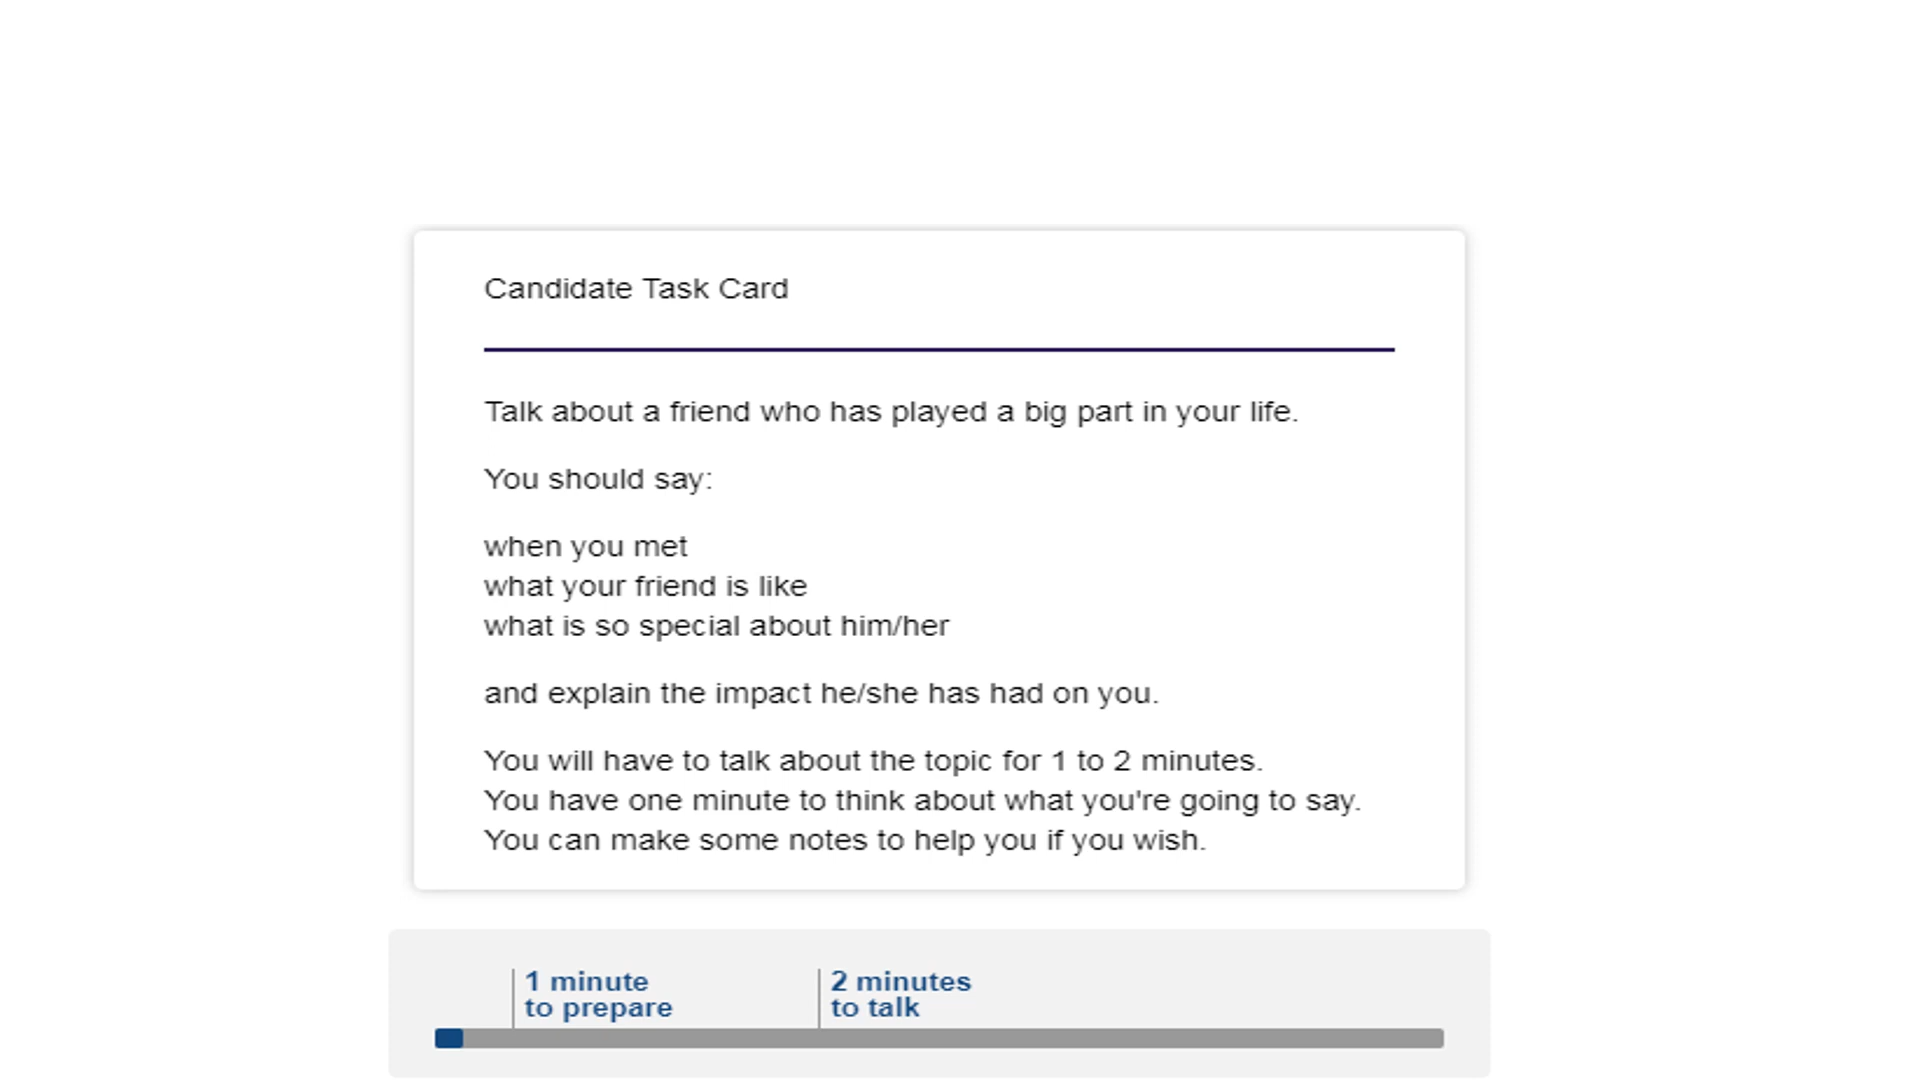 Candidate Task Card
Talk about a friend who has played a big part in your life.
You should say:
when you met
what your friend is like
what is so special about him/her
and explain the impact he/she has had on you.
You will have to talk about the topic for 1 to 2 minutes.
You have one minute to think about what you're going to say.
You can make some notes to help you if you wish.
1 minute
to prepare
2 minutes
to talk